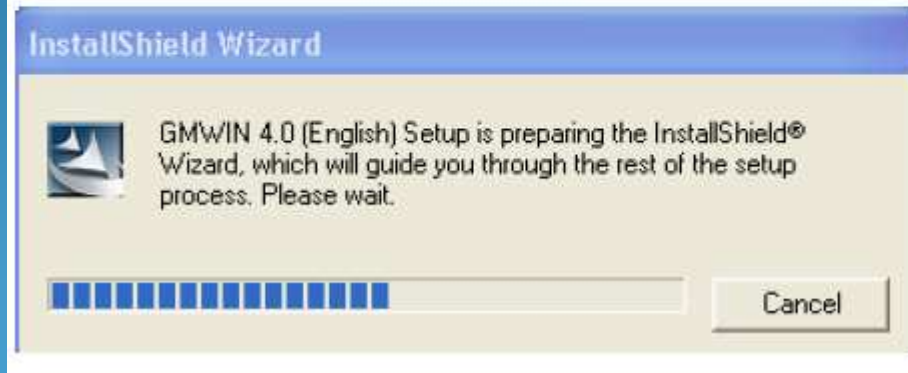 InstallShield Wizard
GMWIN 4.0 (English) Setup is preparing the InstallShield®
Wizard, which will guide you through the rest of the setup
process. Please wait.
Cancel